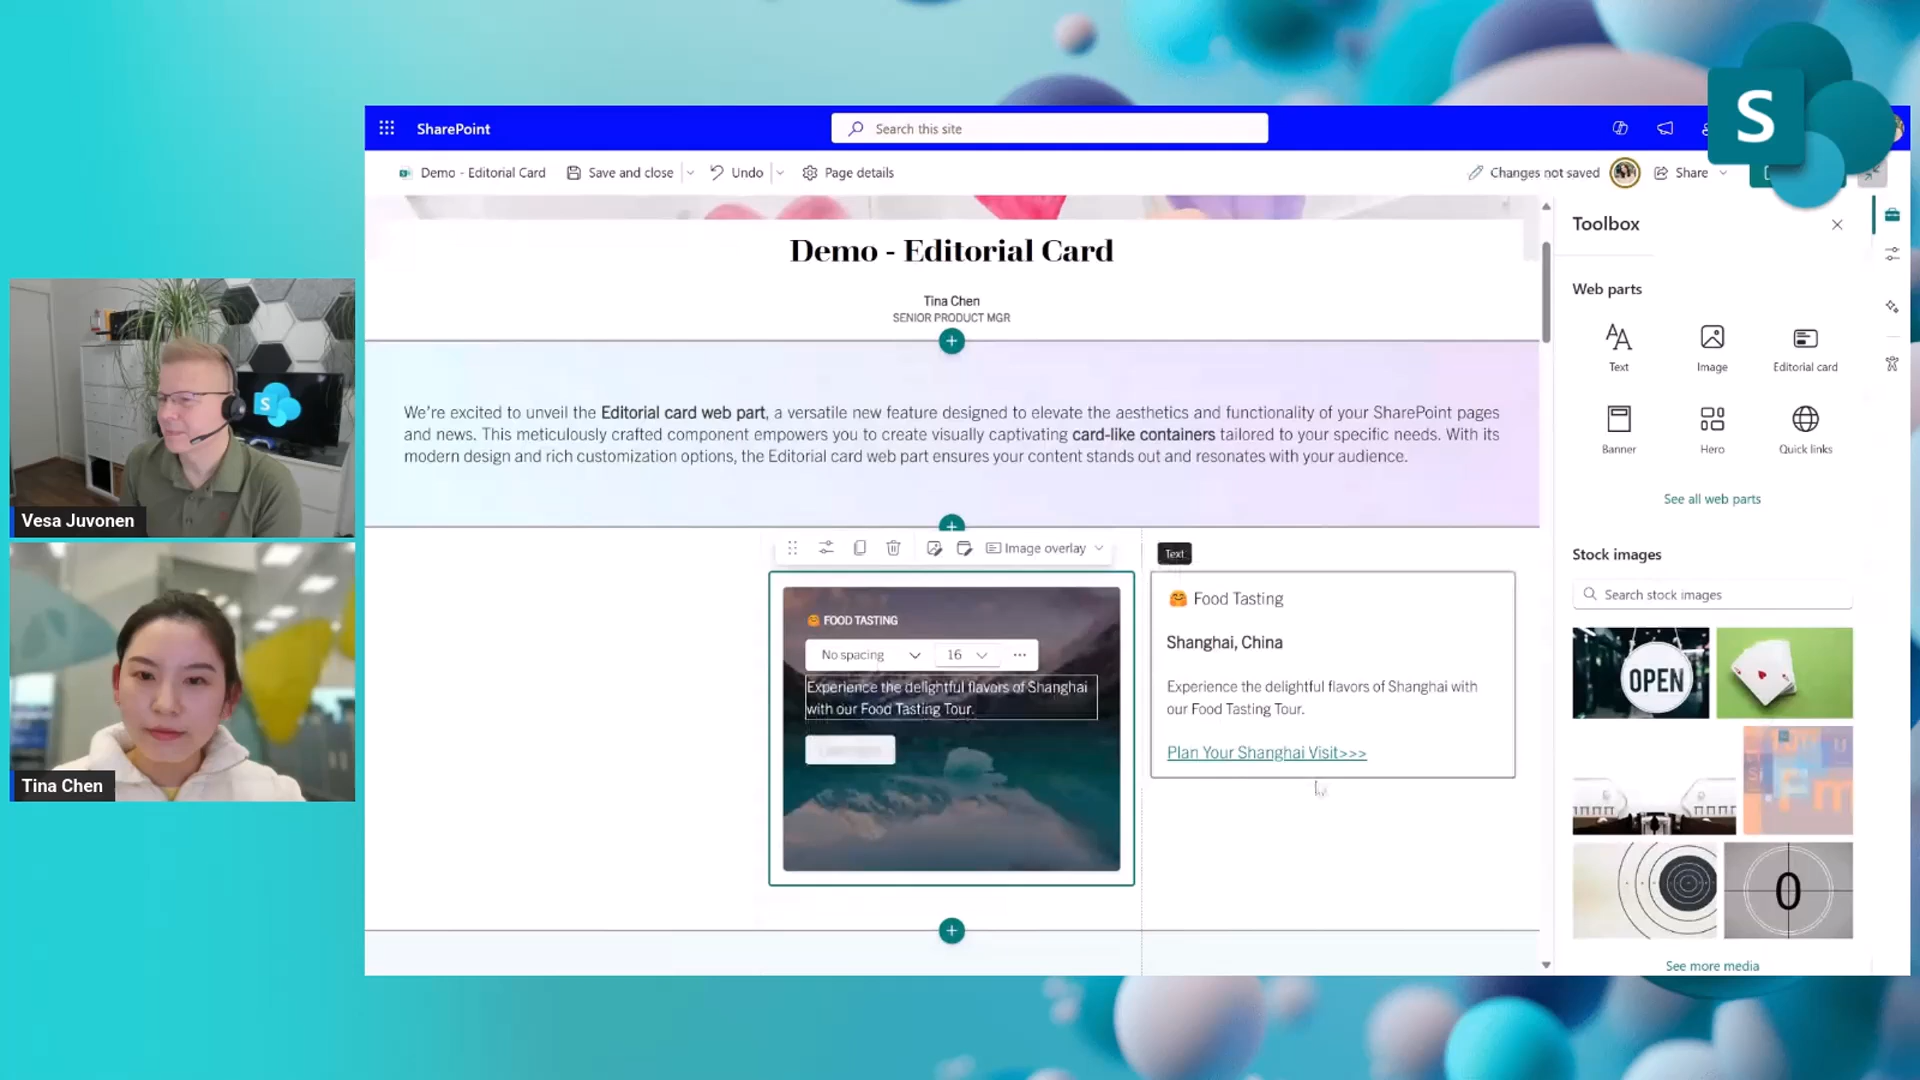 SharePoint
Search this site
S
Demo - Editorial Card
Save and close
Undo
Page details
Changes not saved
Share
Demo - Editorial Card
Tina Chen
SENIOR PRODUCT MGR
We're excited to unveil the Editorial card web part, a versatile new feature designed to elevate the aesthetics and functionality of your SharePoint pages
and news. This meticulously crafted component empowers you to create visually captivating card-like containers tailored to your specific needs. With its
modern design and rich customization options, the Editorial card web part ensures your content stands out and resonates with your audience.
Image overlay
🤗 FOOD TASTING
No spacing
16
Experience the delightful flavors of Shanghai
with our Food Tasting Tour.
Text
🤗 Food Tasting
Shanghai, China
Experience the delightful flavors of Shanghai with
our Food Tasting Tour.
Plan Your Shanghai Visit>>>
Toolbox
Web parts
Text
Image
Editorial card
Banner
Hero
Quick links
See all web parts
Stock images
Search stock images
OPEN
0
See more media
S
Vesa Juvonen
Tina Chen